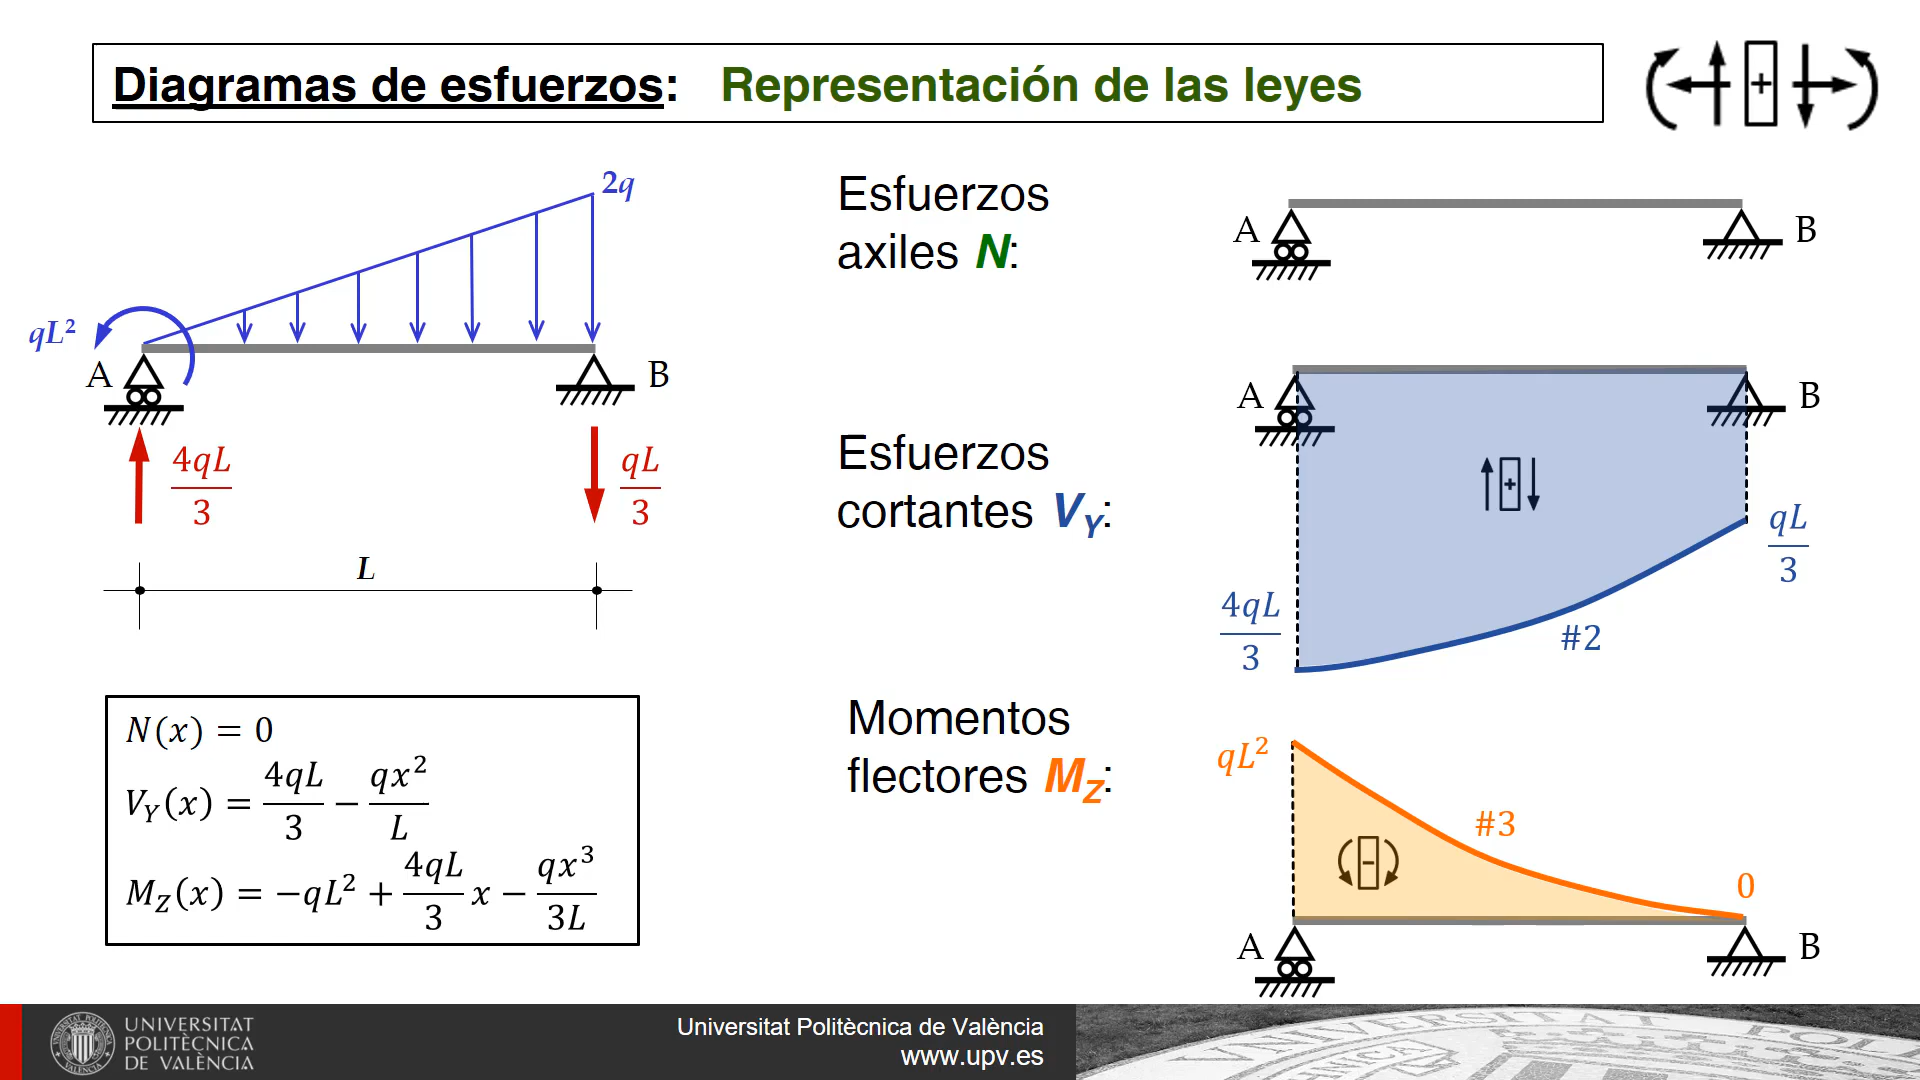 Diagramas de esfuerzos: Representación de las leyes
+
2q
qL²
A
B
4qL/3
qL/3
L
N(x) = 0
V_Y(x) = 4qL/3 − qx²/L
M_Z(x) = −qL² + 4qL/3 x − qx³/3L
Esfuerzos
axiles N:
A
B
Esfuerzos
cortantes V_Y:
A
B
+
qL/3
4qL/3
#2
Momentos
flectores M_Z:
qL²
#3
−
0
A
B
UNIVERSITAT
POLITÈCNICA
DE VALÈNCIA
Universitat Politècnica de València
www.upv.es